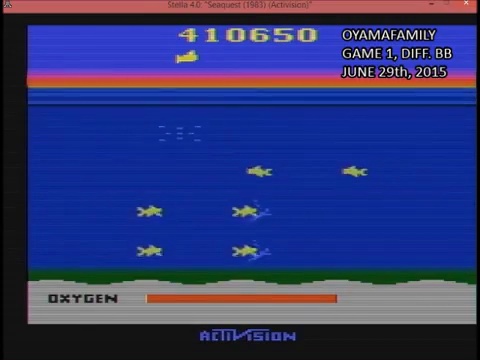 Stella 4.0: "Seaquest (1983) (Activision)"
410650
OYAMAFAMILY
GAME 1, DIFF. BB
JUNE 29th, 2015
OXYGEN
ACTIVISION